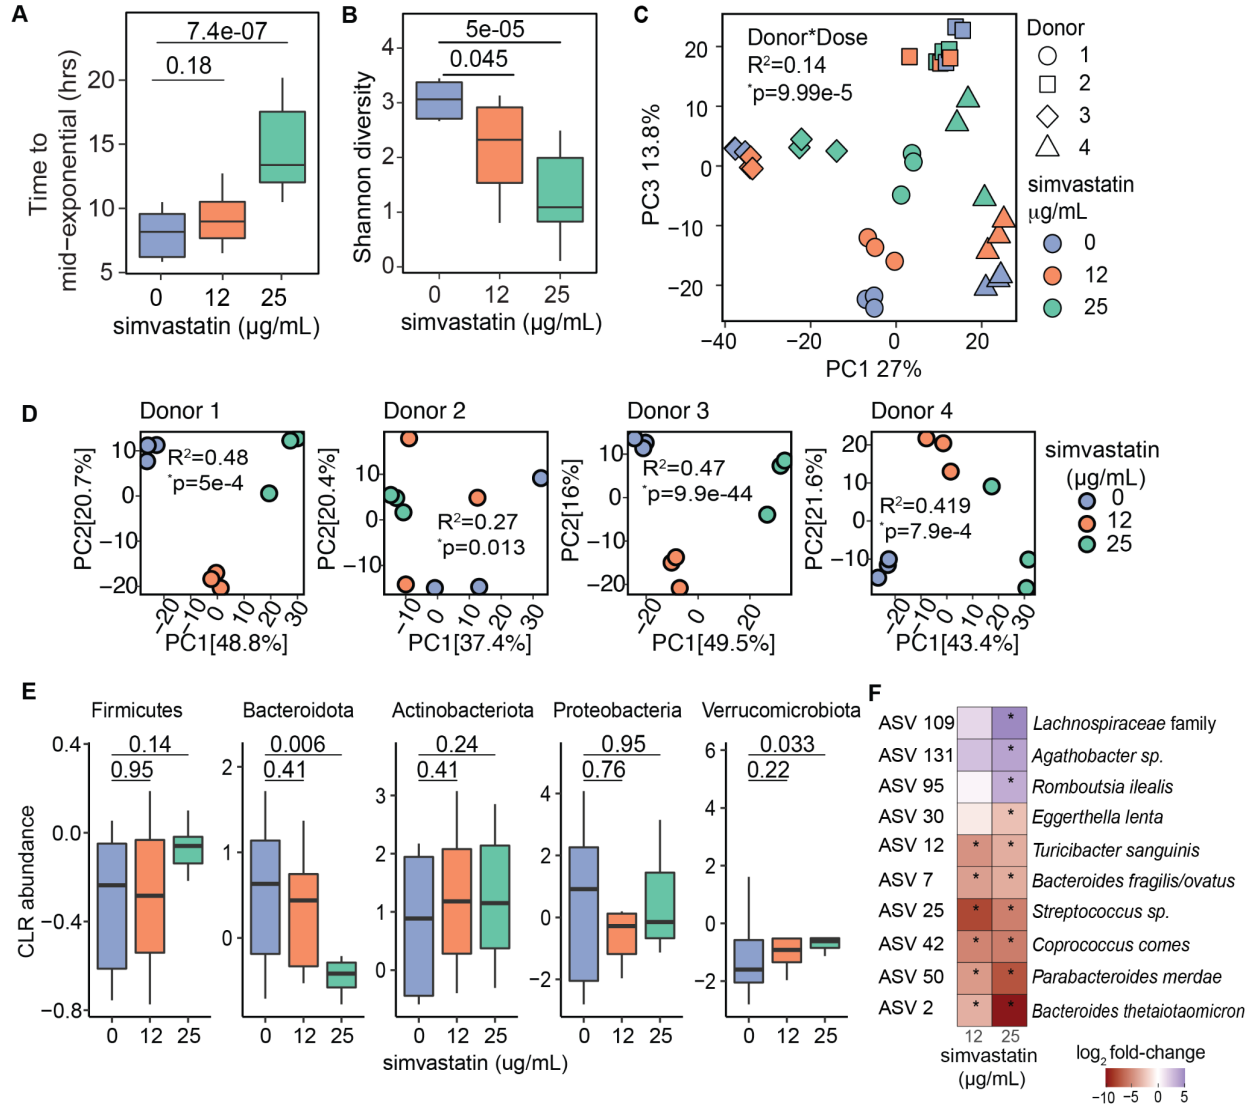 A
7.4e-07
0.18
Time to
mid−exponential (hrs)
20
15
10
5
0 12 25
simvastatin (µg/mL)
B
5e-05
0.045
Shannon diversity
4
3
2
1
0
0 12 25
simvastatin (µg/mL)
C
Donor*Dose
R²=0.14
*p=9.99e-5
PC3 13.8%
20
10
0
−10
−20
−40 −20 0 20
PC1 27%
Donor
1
2
3
4
simvastatin
µg/mL
0
12
25
D
Donor 1
R²=0.48
*p=5e-4
PC2[20.7%]
10
0
−10
−20
−20 −10 0 10 20 30
PC1[48.8%]
Donor 2
R²=0.27
*p=0.013
PC2[20.4%]
10
0
−10
−10 0 10 20 30
PC1[37.4%]
Donor 3
R²=0.47
*p=9.9e-44
PC2[16%]
10
0
−10
−20
−20 0 20
PC1[49.5%]
Donor 4
R²=0.419
*p=7.9e-4
PC2[21.6%]
20
10
0
−10
−20 −10 0 10 20 30
PC1[43.4%]
simvastatin
(µg/mL)
0
12
25
E
CLR abundance
Firmicutes
0.14
0.95
0.4
0.0
−0.4
−0.8
0 12 25
Bacteroidota
0.006
0.41
2
1
0
0 12 25
Actinobacteriota
0.24
0.41
3
2
1
0
0 12 25
Proteobacteria
0.95
0.76
4
2
0
−2
0 12 25
Verrucomicrobiota
0.033
0.22
6
4
2
0
−2
0 12 25
simvastatin (ug/mL)
F
ASV 109 * Lachnospiraceae family
ASV 131 * Agathobacter sp.
ASV 95 * Romboutsia ilealis
ASV 30 * Eggerthella lenta
ASV 12 * * Turicibacter sanguinis
ASV 7 * * Bacteroides fragilis/ovatus
ASV 25 * * Streptococcus sp.
ASV 42 * * Coprococcus comes
ASV 50 * * Parabacteroides merdae
ASV 2 * * Bacteroides thetaiotaomicron
12 25
simvastatin
(µg/mL)
log₂ fold-change
−10 −5 0 5